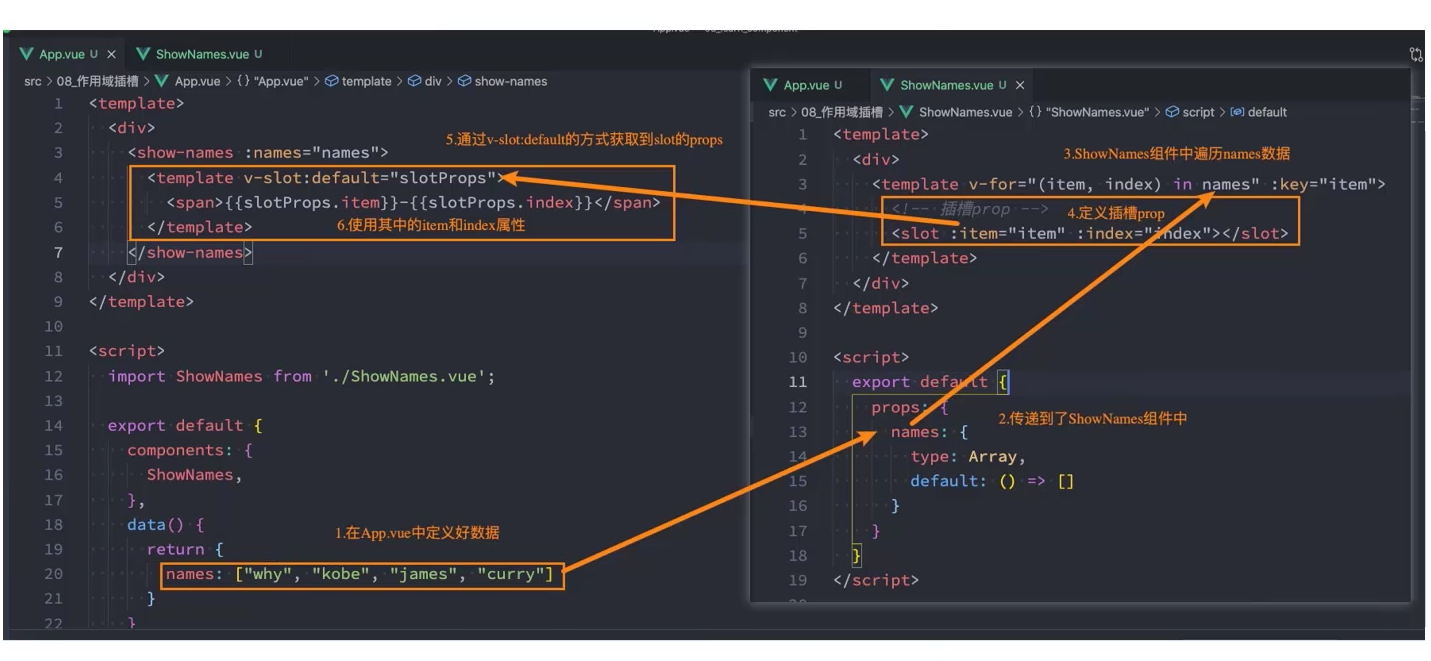 App.vue U ×
ShowNames.vue U
src > 08_作用域插槽 > App.vue > {} "App.vue" > template > div > show-names
1 <template>
2 <div>
5.通过v-slot:default的方式获取到slot的props
3 <show-names :names="names">
4 <template v-slot:default="slotProps">
5 <span>{{slotProps.item}}-{{slotProps.index}}</span>
6 </template>
6.使用其中的item和index属性
7 </show-names>
8 </div>
9 </template>
10
11 <script>
12 import ShowNames from './ShowNames.vue';
13
14 export default {
15 components: {
16 ShowNames,
17 },
18 data() {
1.在App.vue中定义好数据
19 return {
20 names: ["why", "kobe", "james", "curry"]
21 }
22 }
App.vue U
ShowNames.vue U ×
src > 08_作用域插槽 > ShowNames.vue > {} "ShowNames.vue" > script > default
1 <template>
2 <div>
3.ShowNames组件中遍历names数据
3 <template v-for="(item, index) in names" :key="item">
4 <!-- 插槽prop -->
4.定义插槽prop
5 <slot :item="item" :index="index"></slot>
6 </template>
7 </div>
8 </template>
9
10 <script>
11 export default {
12 props: {
2.传递到了ShowNames组件中
13 names: {
14 type: Array,
15 default: () => []
16 }
17 }
18 }
19 </script>